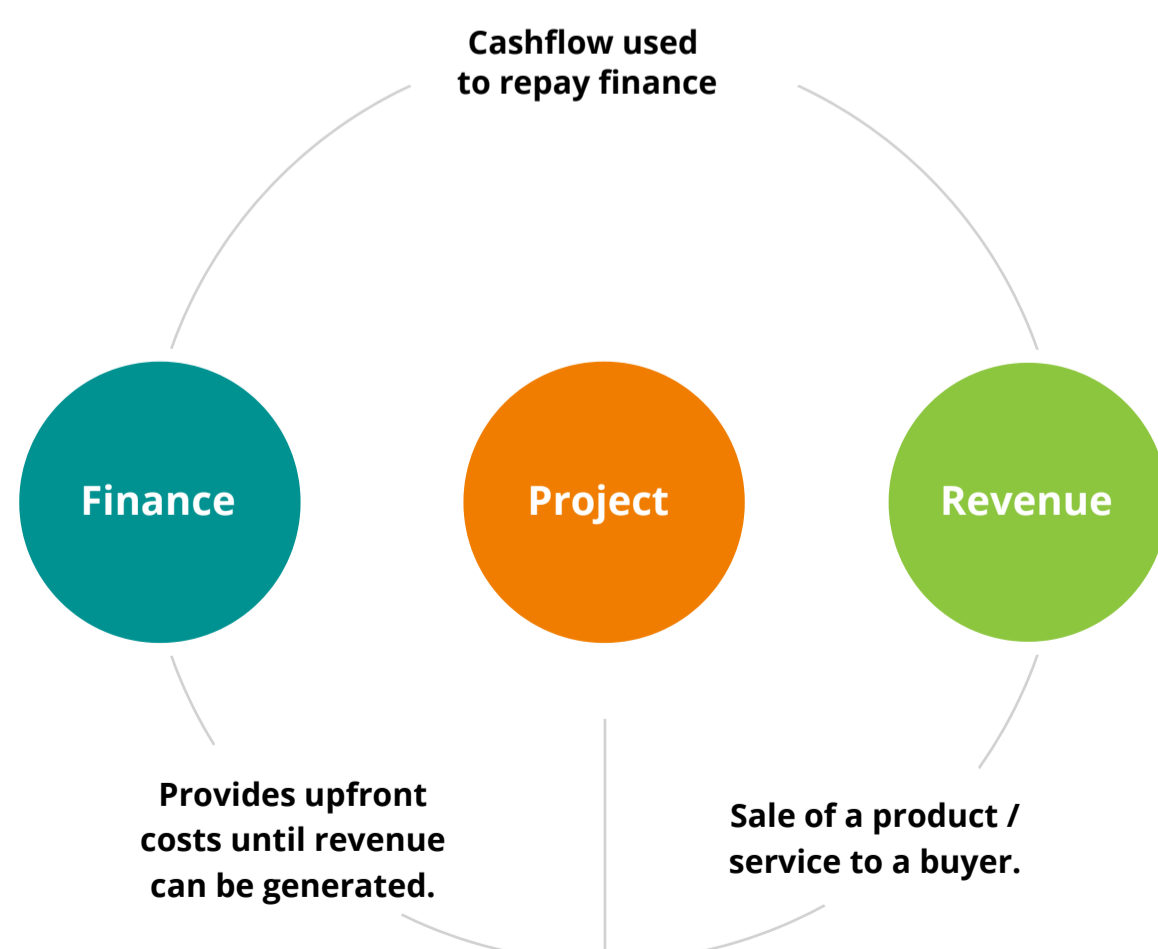 Cashflow used
to repay finance
Finance
Project
Revenue
Provides upfront
costs until revenue
can be generated.
Sale of a product /
service to a buyer.